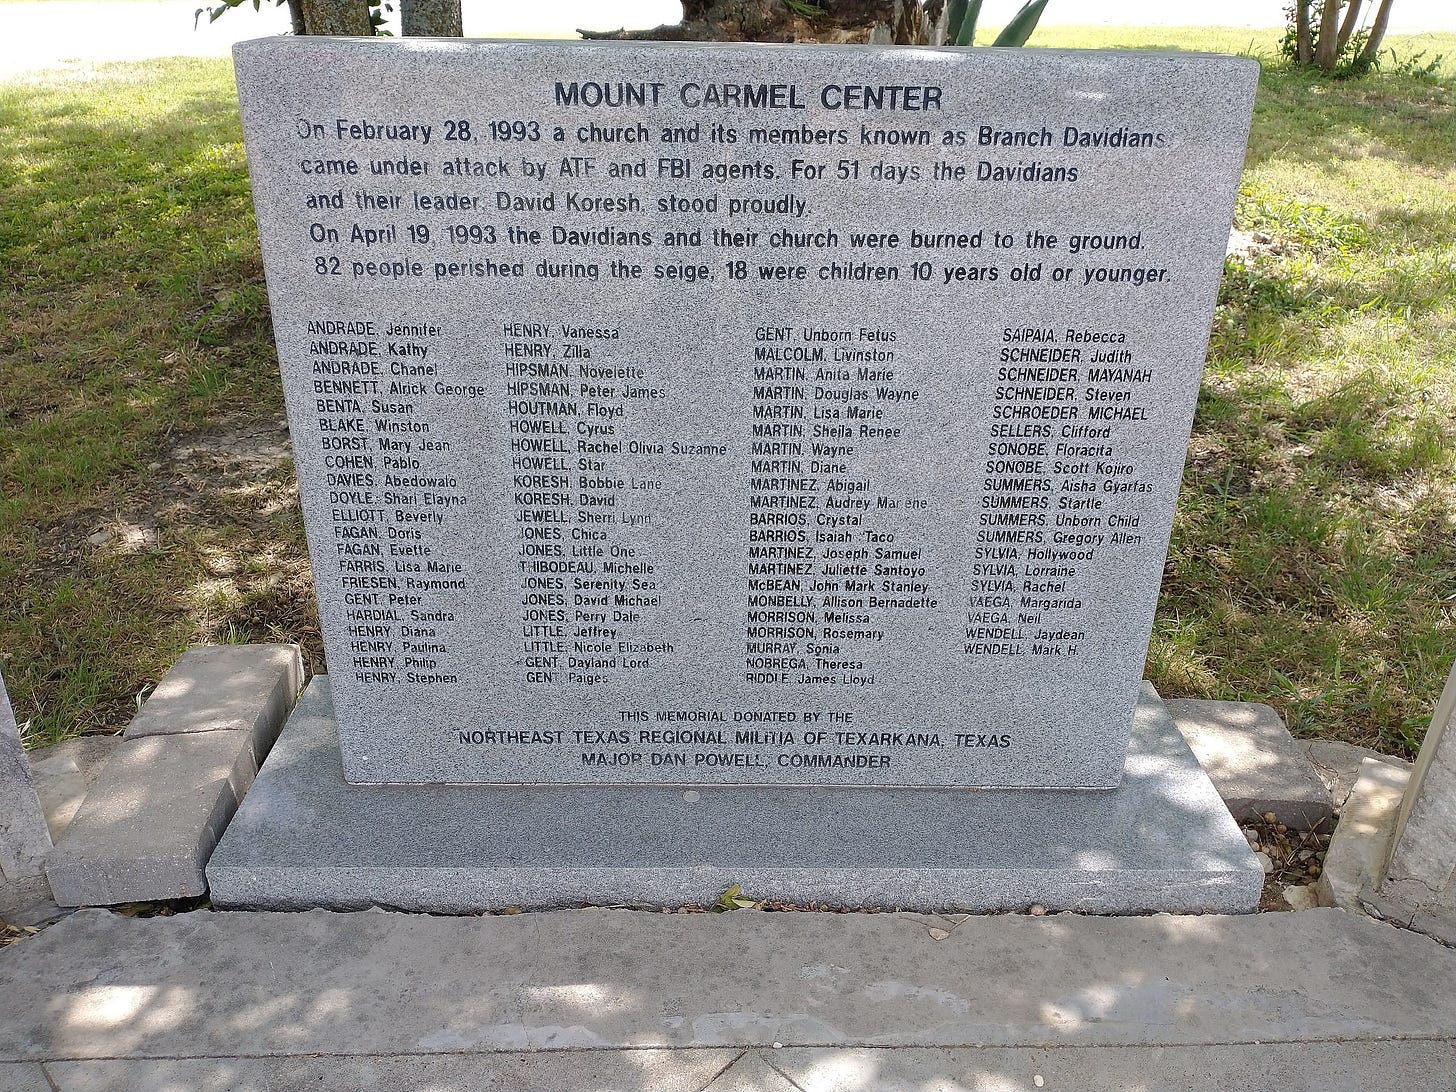 MOUNT CARMEL CENTER
On February 28, 1993 a church and its members known as Branch Davidians
came under attack by ATF and FBI agents. For 51 days the Davidians
and their leader, David Koresh, stood proudly.
On April 19, 1993 the Davidians and their church were burned to the ground.
82 people perished during the seige, 18 were children 10 years old or younger.
ANDRADE, Jennifer
ANDRADE, Kathy
ANDRADE, Chanel
BENNETT, Alrick George
BENTA, Susan
BLAKE, Winston
BORST, Mary Jean
COHEN, Pablo
DAVIES, Abedowalo
DOYLE, Shari Elayna
ELLIOTT, Beverly
FAGAN, Doris
FAGAN, Evette
FARRIS, Lisa Marie
FRIESEN, Raymond
GENT, Peter
HARDIAL, Sandra
HENRY, Diana
HENRY, Paulina
HENRY, Philip
HENRY, Stephen
HENRY, Vanessa
HENRY, Zilla
HIPSMAN, Novelette
HIPSMAN, Peter James
HOUTMAN, Floyd
HOWELL, Cyrus
HOWELL, Rachel Olivia Suzanne
HOWELL, Star
KORESH, Bobbie Lane
KORESH, David
JEWELL, Sherri Lynn
JONES, Chica
JONES, Little One
THIBODEAU, Michelle
JONES, Serenity Sea
JONES, David Michael
JONES, Perry Dale
LITTLE, Jeffrey
LITTLE, Nicole Elizabeth
GENT, Dayland Lord
GENT, Paiges
GENT, Unborn Fetus
MALCOLM, Livinston
MARTIN, Anita Marie
MARTIN, Douglas Wayne
MARTIN, Lisa Marie
MARTIN, Sheila Renee
MARTIN, Wayne
MARTIN, Diane
MARTINEZ, Abigail
MARTINEZ, Audrey Marlene
BARRIOS, Crystal
BARRIOS, Isaiah "Taco
MARTINEZ, Joseph Samuel
MARTINEZ, Juliette Santoyo
McBEAN, John Mark Stanley
MONBELLY, Allison Bernadette
MORRISON, Melissa
MORRISON, Rosemary
MURRAY, Sonia
NOBREGA, Theresa
RIDDLE, James Lloyd
SAIPAIA, Rebecca
SCHNEIDER, Judith
SCHNEIDER, MAYANAH
SCHNEIDER, Steven
SCHROEDER, MICHAEL
SELLERS, Clifford
SONOBE, Floracita
SONOBE, Scott Kojiro
SUMMERS, Aisha Gyarfas
SUMMERS, Startle
SUMMERS, Unborn Child
SUMMERS, Gregory Allen
SYLVIA, Hollywood
SYLVIA, Lorraine
SYLVIA, Rachel
VAEGA, Margarida
VAEGA, Neil
WENDELL, Jaydean
WENDELL, Mark H.
THIS MEMORIAL DONATED BY THE
NORTHEAST TEXAS REGIONAL MILITIA OF TEXARKANA, TEXAS
MAJOR DAN POWELL, COMMANDER